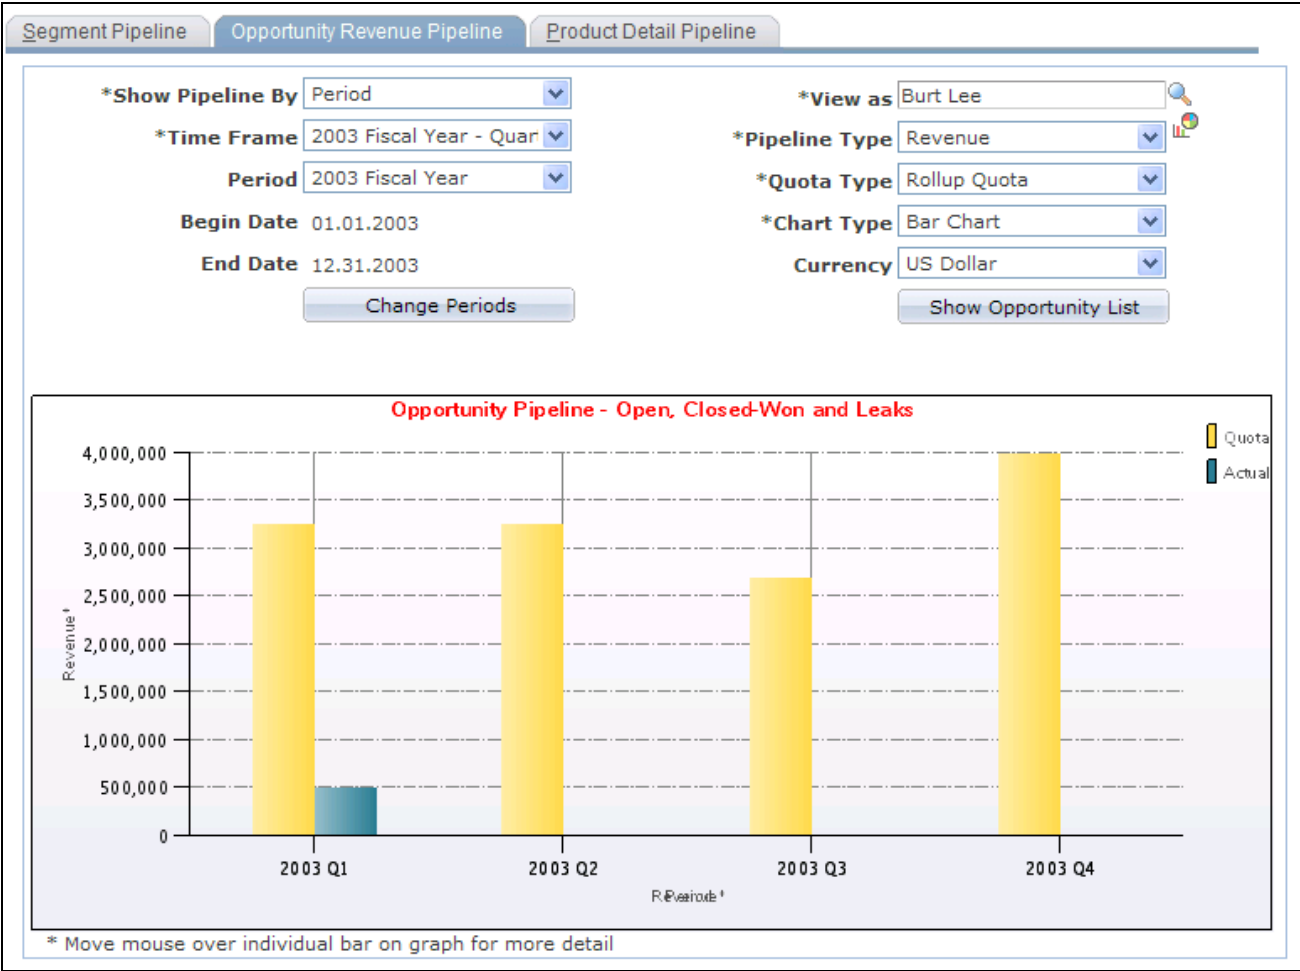 Segment Pipeline
Opportunity Revenue Pipeline
Product Detail Pipeline
*Show Pipeline By Period
*View as Burt Lee
*Time Frame 2003 Fiscal Year - Quar
*Pipeline Type Revenue
Period 2003 Fiscal Year
*Quota Type Rollup Quota
Begin Date 01.01.2003
*Chart Type Bar Chart
End Date 12.31.2003
Currency US Dollar
Change Periods
Show Opportunity List
Opportunity Pipeline - Open, Closed-Won and Leaks
Quota
Actual
4,000,000
3,500,000
3,000,000
2,500,000
2,000,000
1,500,000
1,000,000
500,000
0
Revenue*
2003 Q1
2003 Q2
2003 Q3
2003 Q4
* Move mouse over individual bar on graph for more detail